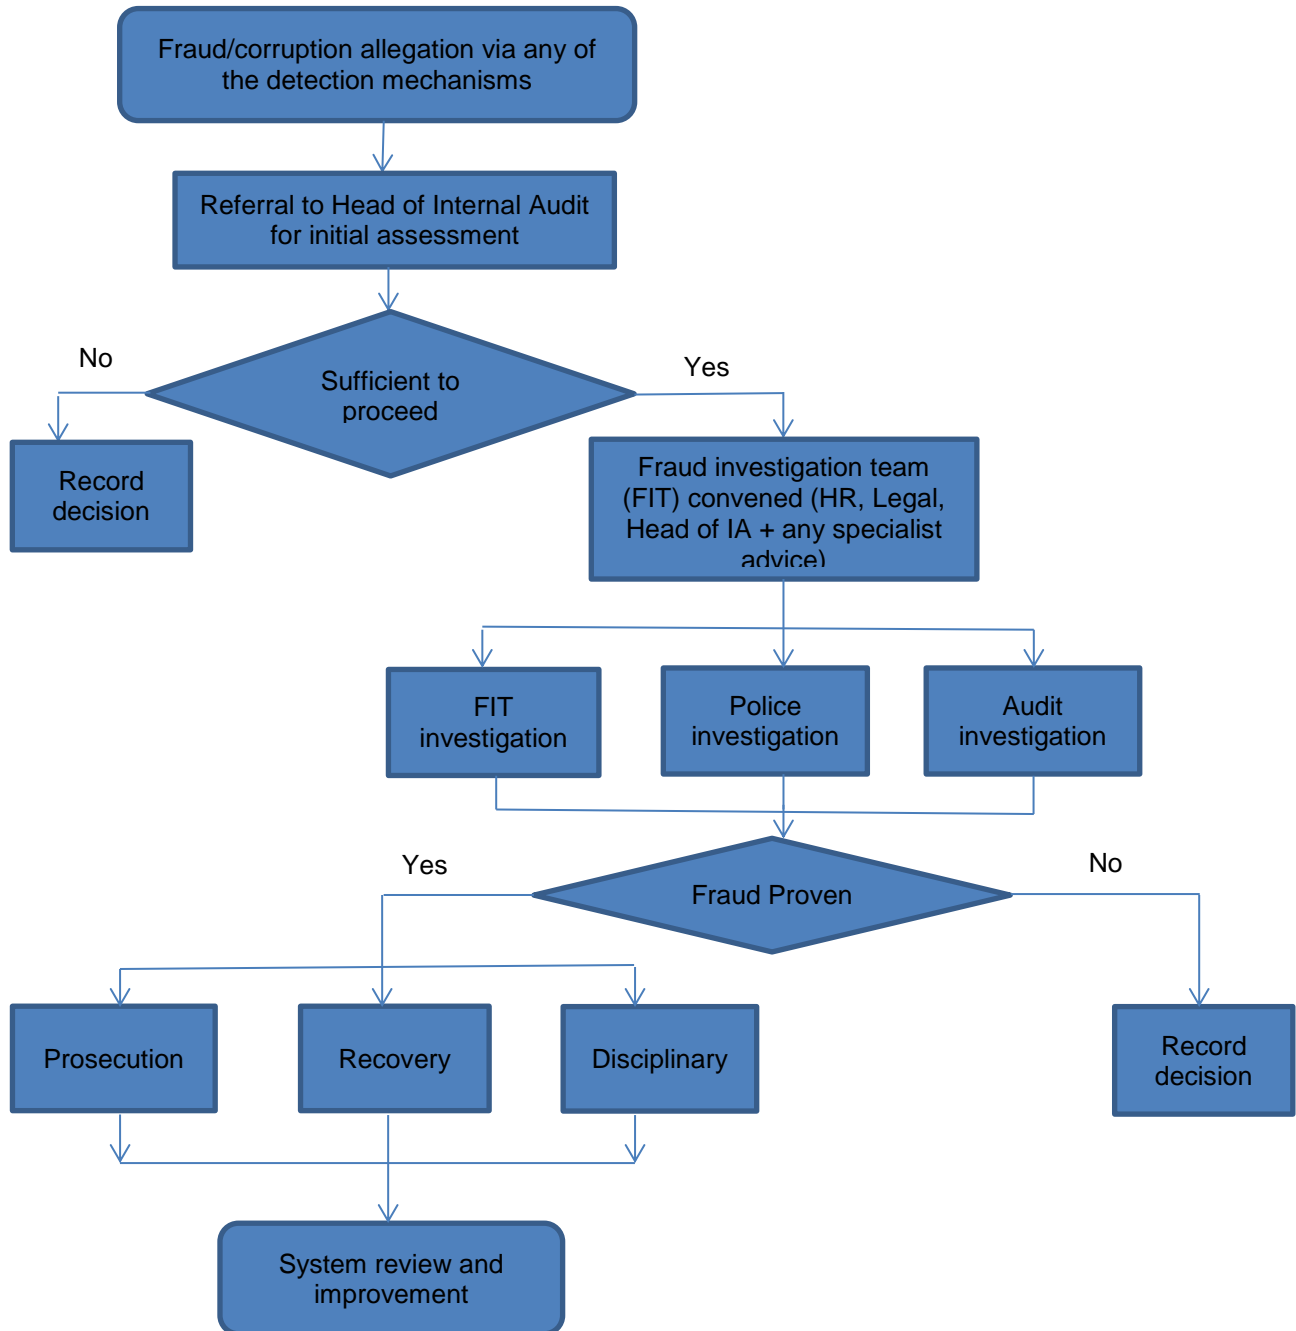 Fraud/corruption allegation via any of
the detection mechanisms
Referral to Head of Internal Audit
for initial assessment
No
Yes
Sufficient to
proceed
Record
decision
Fraud investigation team
(FIT) convened (HR, Legal,
Head of IA + any specialist
advice)
FIT
investigation
Police
investigation
Audit
investigation
Yes
No
Fraud Proven
Prosecution
Recovery
Disciplinary
Record
decision
System review and
improvement